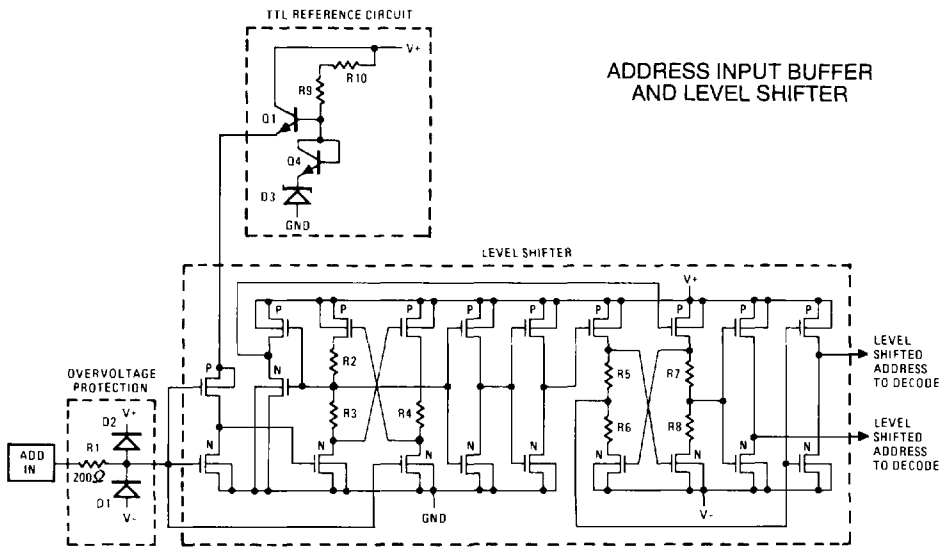 TTL REFERENCE CIRCUIT
V+
R10
R9
Q1
Q4
D3
GND
ADDRESS INPUT BUFFER
AND LEVEL SHIFTER
LEVEL SHIFTER
V+
P
P
P
P
P
P
P
P
P
P
N
R2
R3
R4
R5
R6
R7
R8
N
N
N
N
N
N
N
N
N
GND
V-
LEVEL
SHIFTED
ADDRESS
TO DECODE
LEVEL
SHIFTED
ADDRESS
TO DECODE
OVERVOLTAGE
PROTECTION
V+
D2
R1
200Ω
D1
V-
ADD
IN